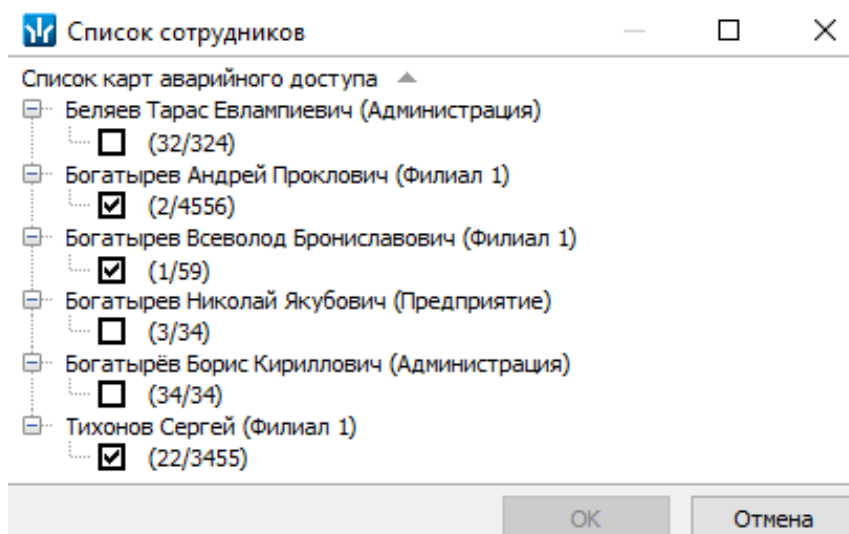 Список сотрудников
Список карт аварийного доступа
Беляев Тарас Евлампиевич (Администрация)
(32/324)
Богатырев Андрей Проклович (Филиал 1)
(2/4556)
Богатырев Всеволод Брониславович (Филиал 1)
(1/59)
Богатырев Николай Якубович (Предприятие)
(3/34)
Богатырёв Борис Кириллович (Администрация)
(34/34)
Тихонов Сергей (Филиал 1)
(22/3455)
OK Отмена